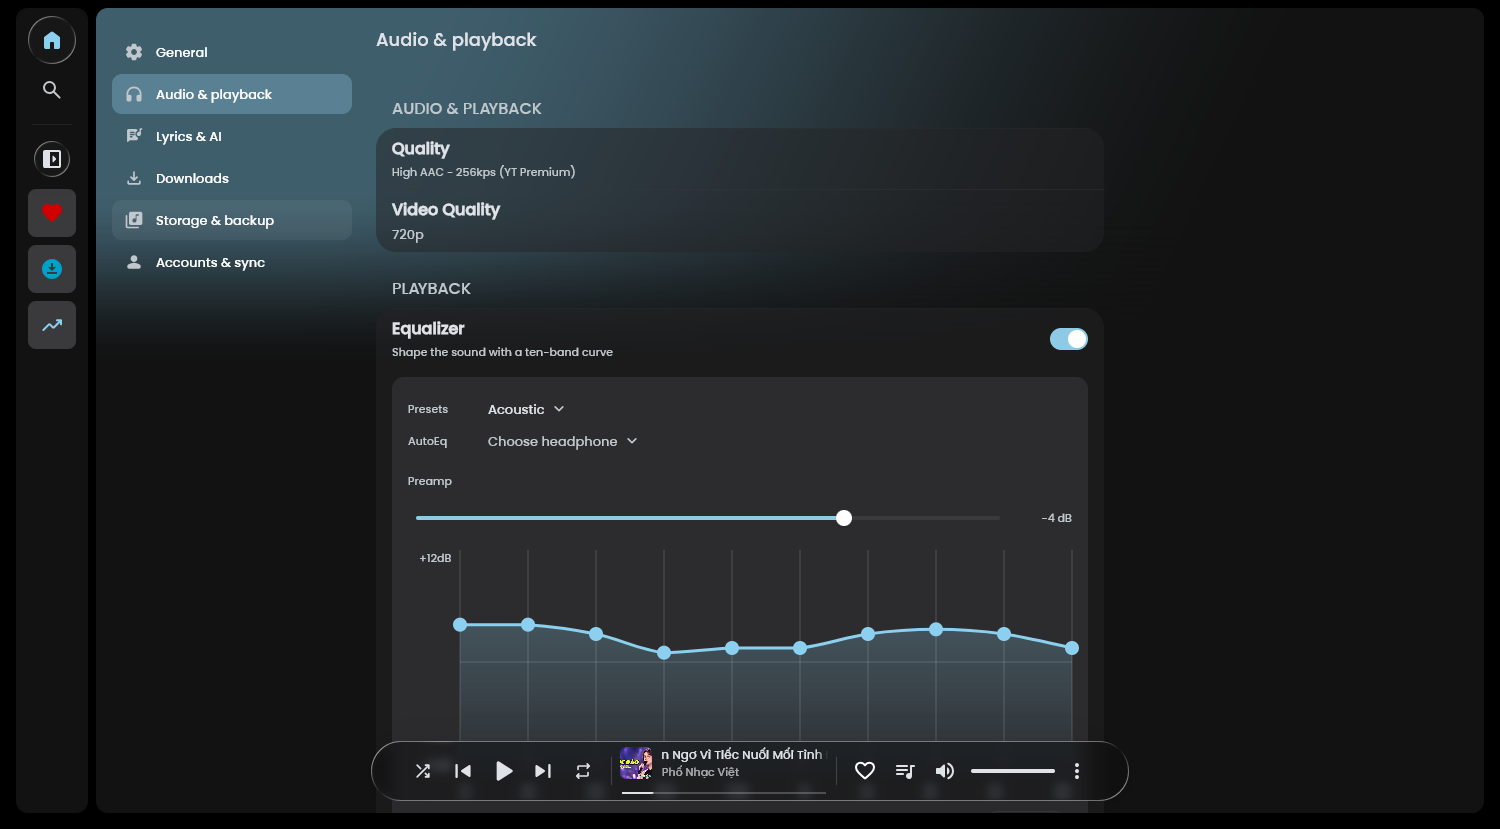 General
Audio & playback
Lyrics & AI
Downloads
Storage & backup
Accounts & sync
Audio & playback
AUDIO & PLAYBACK
Quality
High AAC - 256kps (YT Premium)
Video Quality
720p
PLAYBACK
Equalizer
Shape the sound with a ten-band curve
Presets
Acoustic
AutoEq
Choose headphone
Preamp
-4 dB
+12dB
n Ngơ Vì Tiếc Nuối Mối Tình
Phố Nhạc Việt